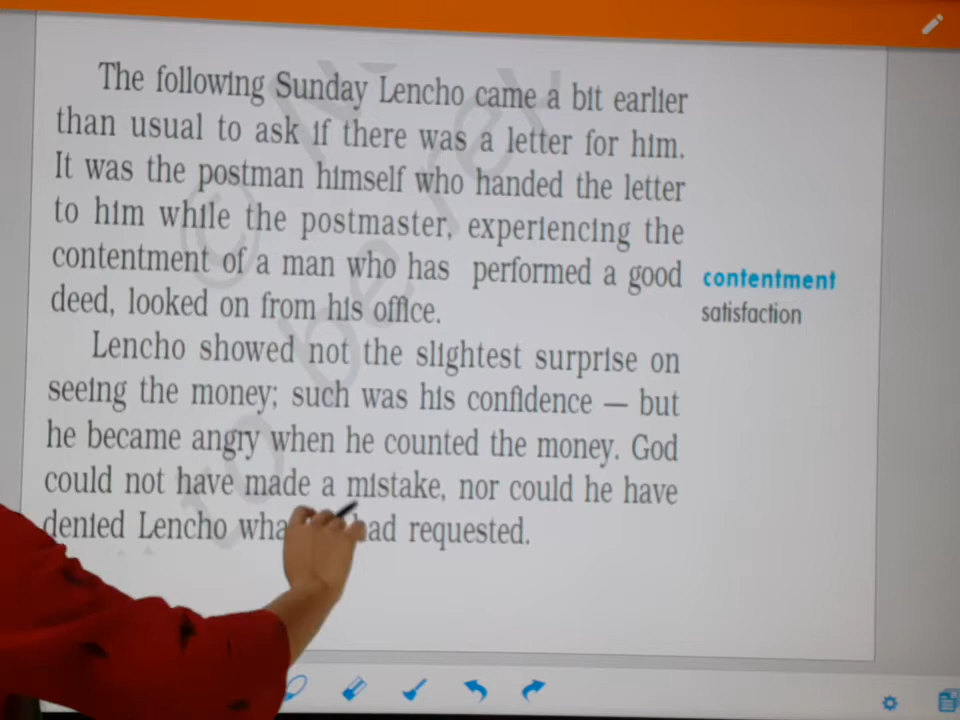 The following Sunday Lencho came a bit earlier
than usual to ask if there was a letter for him.
It was the postman himself who handed the letter
to him while the postmaster, experiencing the
contentment of a man who has performed a good
deed, looked on from his office.
contentment
satisfaction
Lencho showed not the slightest surprise on
seeing the money; such was his confidence — but
he became angry when he counted the money. God
could not have made a mistake, nor could he have
denied Lencho had requested.